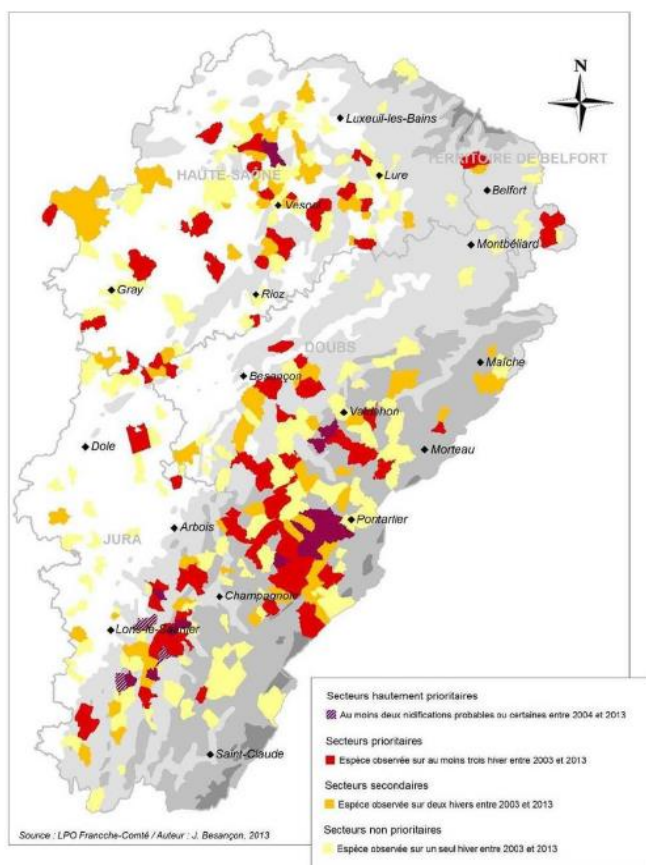 N
Luxeuil-les-Bains
TERRITOIRE DE BELFORT
HAUTE-SAÔNE
Lure
Belfort
Vesoul
Montbéliard
Gray
Rioz
DOUBS
Maîche
Besançon
Valdahon
Dole
Morteau
Pontarlier
Arbois
JURA
Champagnole
Lons-le-Saunier
Saint-Claude
Secteurs hautement prioritaires
Au moins deux nidifications probables ou certaines entre 2004 et 2013
Secteurs prioritaires
Espèce observée sur au moins trois hiver entre 2003 et 2013
Secteurs secondaires
Espèce observée sur deux hivers entre 2003 et 2013
Secteurs non prioritaires
Espèce observée sur un seul hiver entre 2003 et 2013
Source : LPO Francche-Comté / Auteur : J. Besançon, 2013